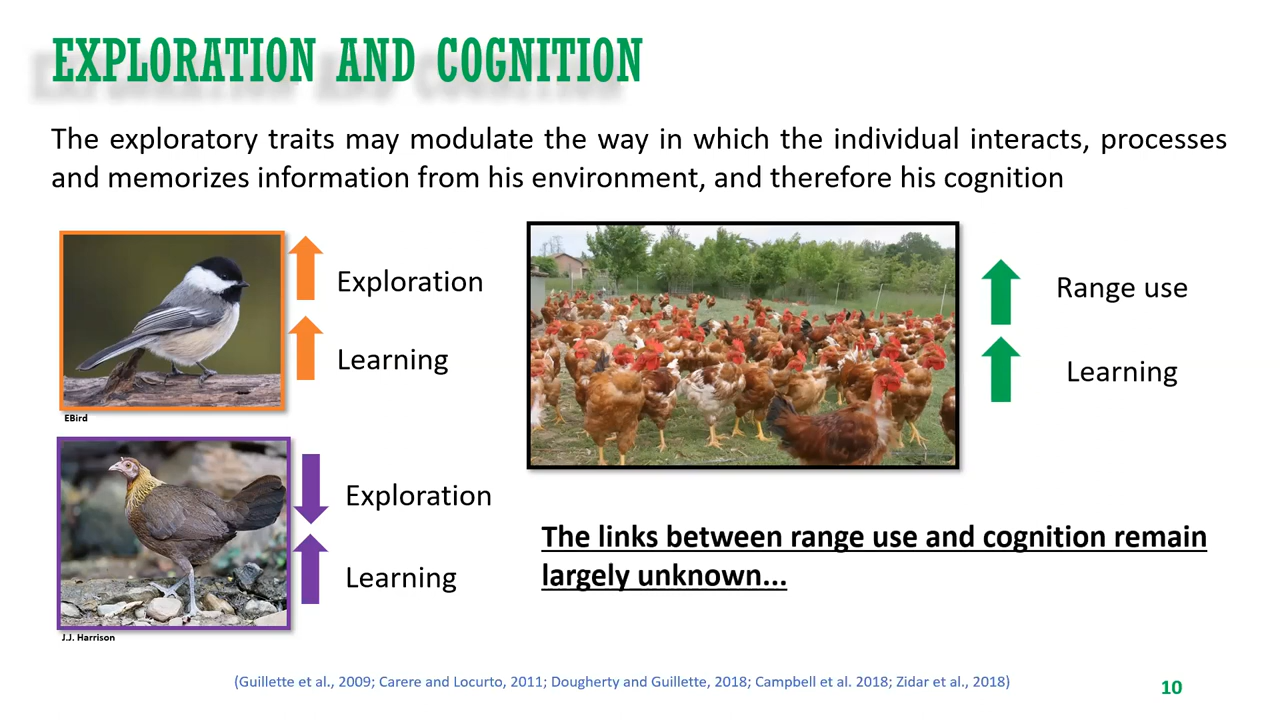 EXPLORATION AND COGNITION
The exploratory traits may modulate the way in which the individual interacts, processes
and memorizes information from his environment, and therefore his cognition
Exploration
Learning
EBird
Exploration
Learning
J.J. Harrison
Range use
Learning
The links between range use and cognition remain
largely unknown...
(Guillette et al., 2009; Carere and Locurto, 2011; Dougherty and Guillette, 2018; Campbell et al. 2018; Zidar et al., 2018)
10